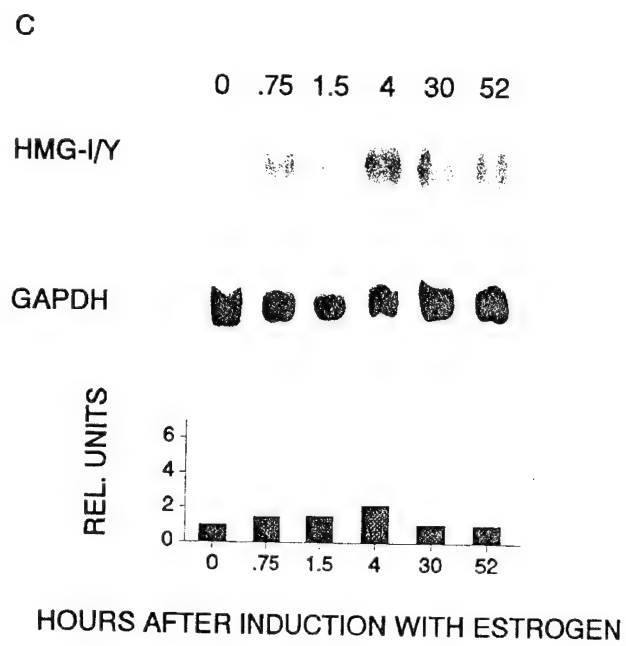 C
0 .75 1.5 4 30 52
HMG-I/Y
GAPDH
REL. UNITS
6
4
2
0
0 .75 1.5 4 30 52
HOURS AFTER INDUCTION WITH ESTROGEN